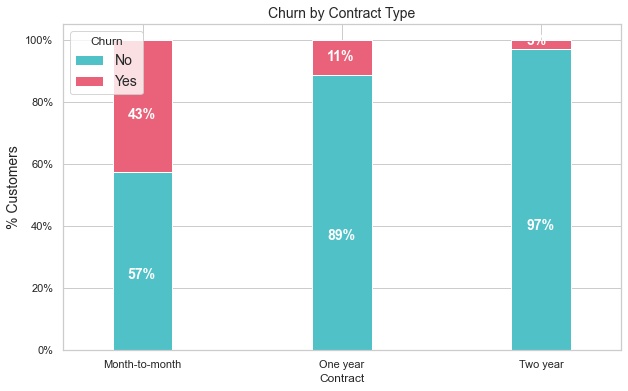 Churn by Contract Type
Churn
No
Yes
% Customers
100%
80%
60%
40%
20%
0%
43%
57%
11%
89%
3%
97%
Month-to-month
One year
Two year
Contract